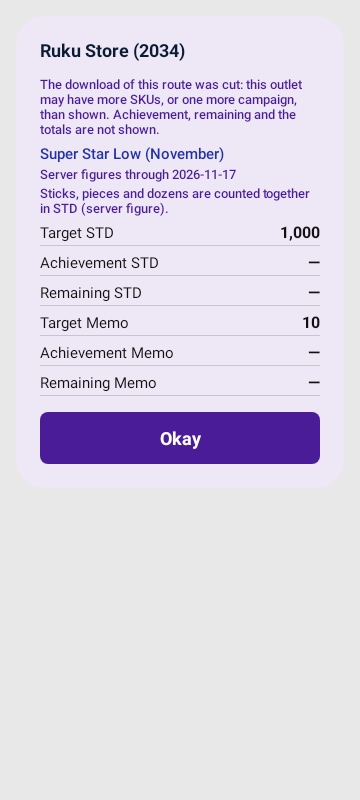 Ruku Store (2034)
The download of this route was cut: this outlet
may have more SKUs, or one more campaign,
than shown. Achievement, remaining and the
totals are not shown.
Super Star Low (November)
Server figures through 2026-11-17
Sticks, pieces and dozens are counted together
in STD (server figure).
Target STD 1,000
Achievement STD —
Remaining STD —
Target Memo 10
Achievement Memo —
Remaining Memo —
Okay